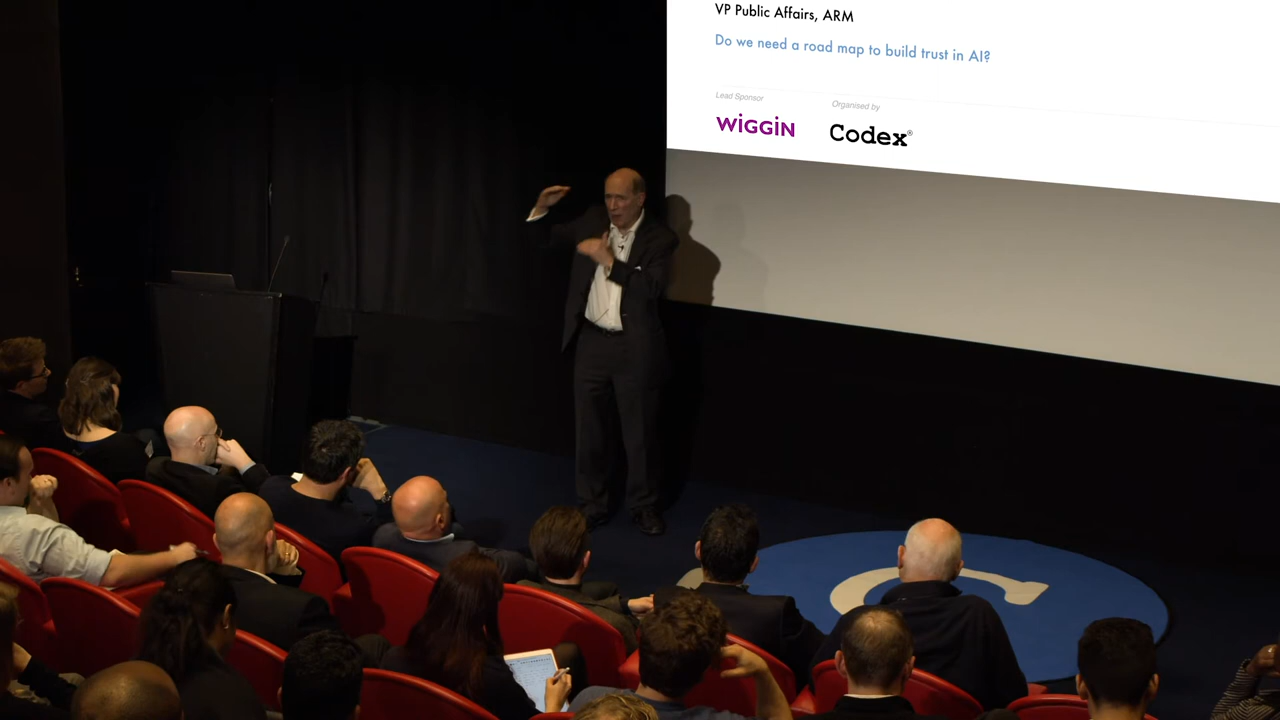 VP Public Affairs, ARM
Do we need a road map to build trust in AI?
Lead Sponsor
Organised by
WiGGiN
Codex®